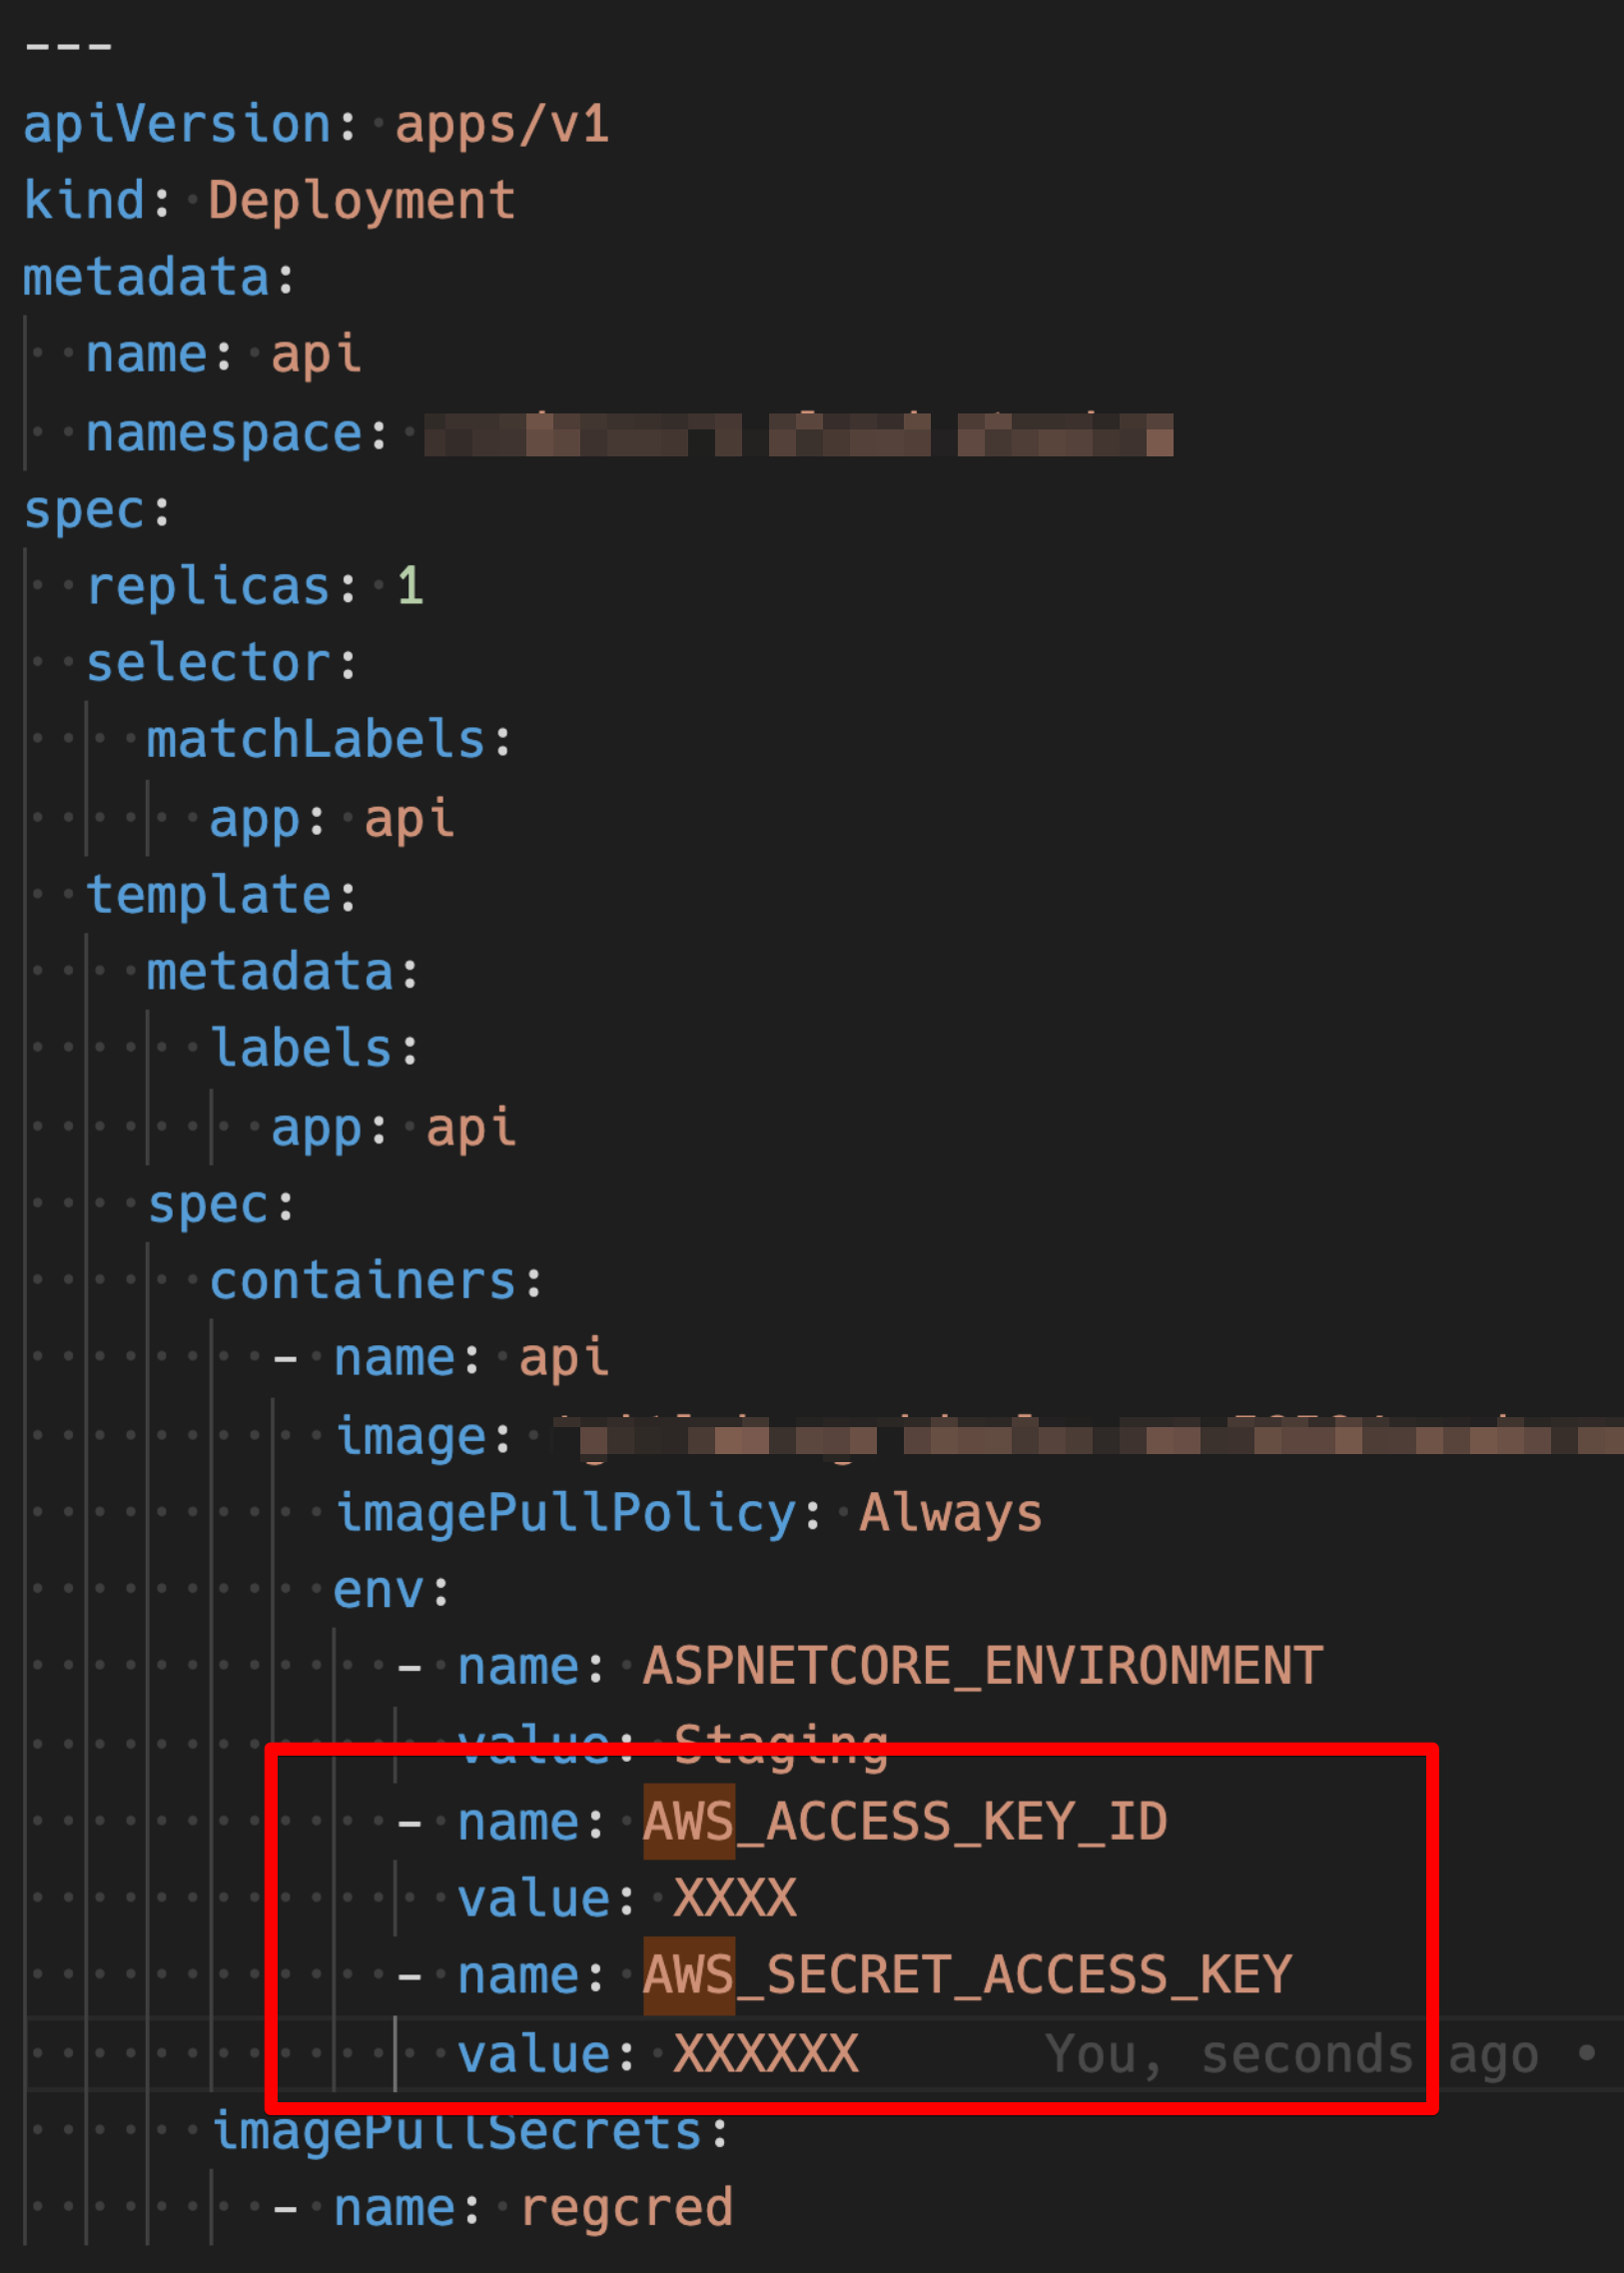 ---
apiVersion: apps/v1
kind: Deployment
metadata:
  name: api
  namespace:
spec:
  replicas: 1
  selector:
    matchLabels:
      app: api
  template:
    metadata:
      labels:
        app: api
    spec:
      containers:
        - name: api
          image:
          imagePullPolicy: Always
          env:
            - name: ASPNETCORE_ENVIRONMENT
              value: Staging
            - name: AWS_ACCESS_KEY_ID
              value: XXXX
            - name: AWS_SECRET_ACCESS_KEY
              value: XXXXXX You, seconds ago •
      imagePullSecrets:
        - name: regcred